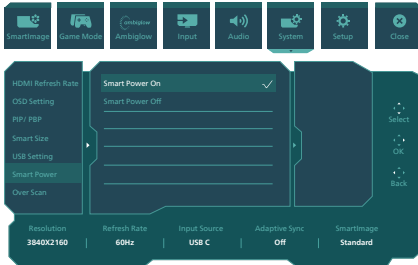 ambiglow
SmartImage Game Mode Ambiglow Input Audio System Setup Close
HDMI Refresh Rate
OSD Setting
PIP/ PBP
Smart Size
USB Setting
Smart Power
Over Scan
Smart Power On
Smart Power Off
Select
OK
Back
Resolution Refresh Rate Input Source Adaptive Sync SmartImage
3840X2160 60Hz USB C Off Standard